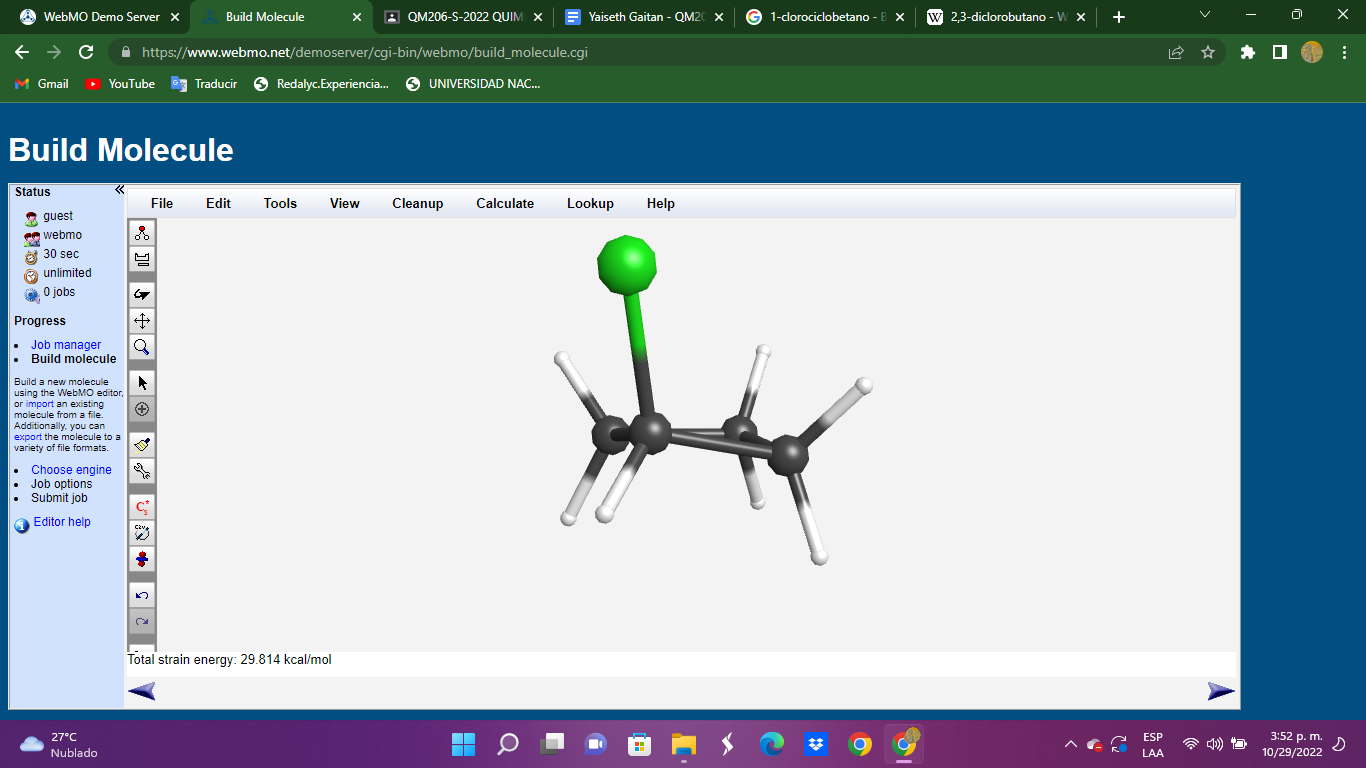 WebMO Demo Server
Build Molecule
QM206-S-2022 QUIM
Yaiseth Gaitan - QM20
1-clorociclobetano - B
2,3-diclorobutano - W
https://www.webmo.net/demoserver/cgi-bin/webmo/build_molecule.cgi
Gmail
YouTube
Traducir
Redalyc.Experiencia...
UNIVERSIDAD NAC...
Build Molecule
Status
guest
webmo
30 sec
unlimited
0 jobs
Progress
Job manager
Build molecule
Build a new molecule
using the WebMO editor,
or import an existing
molecule from a file.
Additionally, you can
export the molecule to a
variety of file formats.
Choose engine
Job options
Submit job
Editor help
File Edit Tools View Cleanup Calculate Lookup Help
Total strain energy: 29.814 kcal/mol
27°C
Nublado
ESP
LAA
3:52 p. m.
10/29/2022